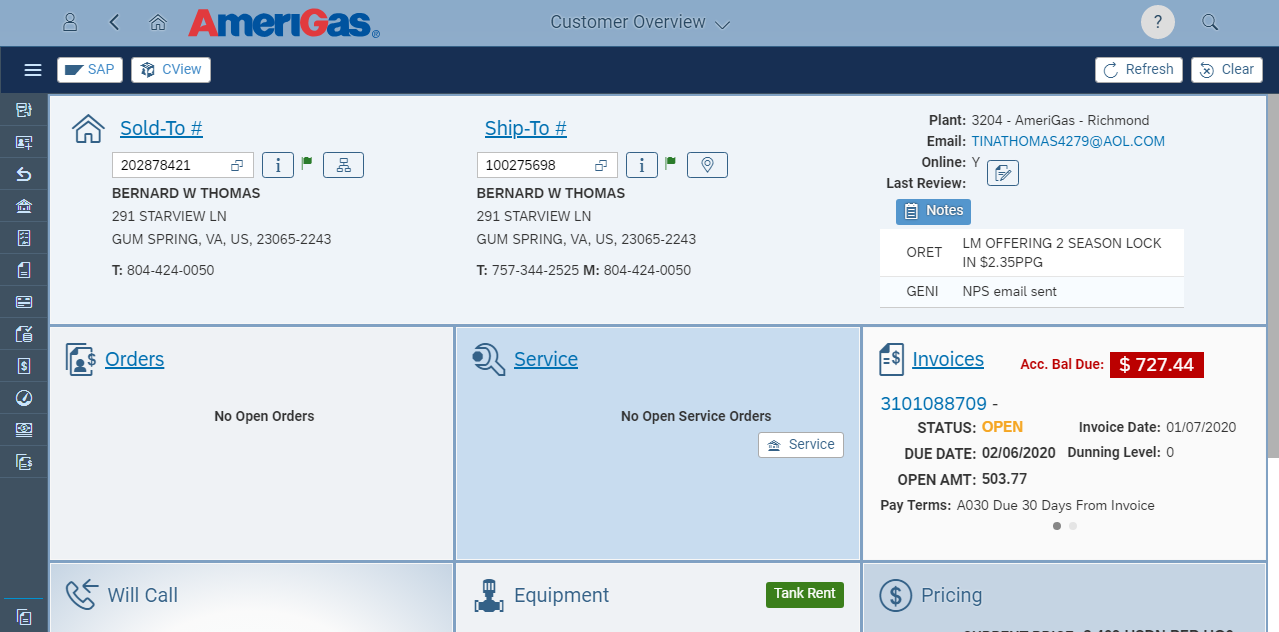 AmeriGas®
Customer Overview
?
SAP
CView
Refresh
Clear
Sold-To #
202878421
i
BERNARD W THOMAS
291 STARVIEW LN
GUM SPRING, VA, US, 23065-2243
T: 804-424-0050
Ship-To #
100275698
i
BERNARD W THOMAS
291 STARVIEW LN
GUM SPRING, VA, US, 23065-2243
T: 757-344-2525 M: 804-424-0050
Plant: 3204 - AmeriGas - Richmond
Email: TINATHOMAS4279@AOL.COM
Online: Y
Last Review:
Notes
ORET LM OFFERING 2 SEASON LOCK
IN $2.35PPG
GENI NPS email sent
Orders
No Open Orders
Service
No Open Service Orders
Service
Invoices
Acc. Bal Due: $ 727.44
3101088709 -
STATUS: OPEN Invoice Date: 01/07/2020
DUE DATE: 02/06/2020 Dunning Level: 0
OPEN AMT: 503.77
Pay Terms: A030 Due 30 Days From Invoice
Will Call
Equipment
Tank Rent
Pricing